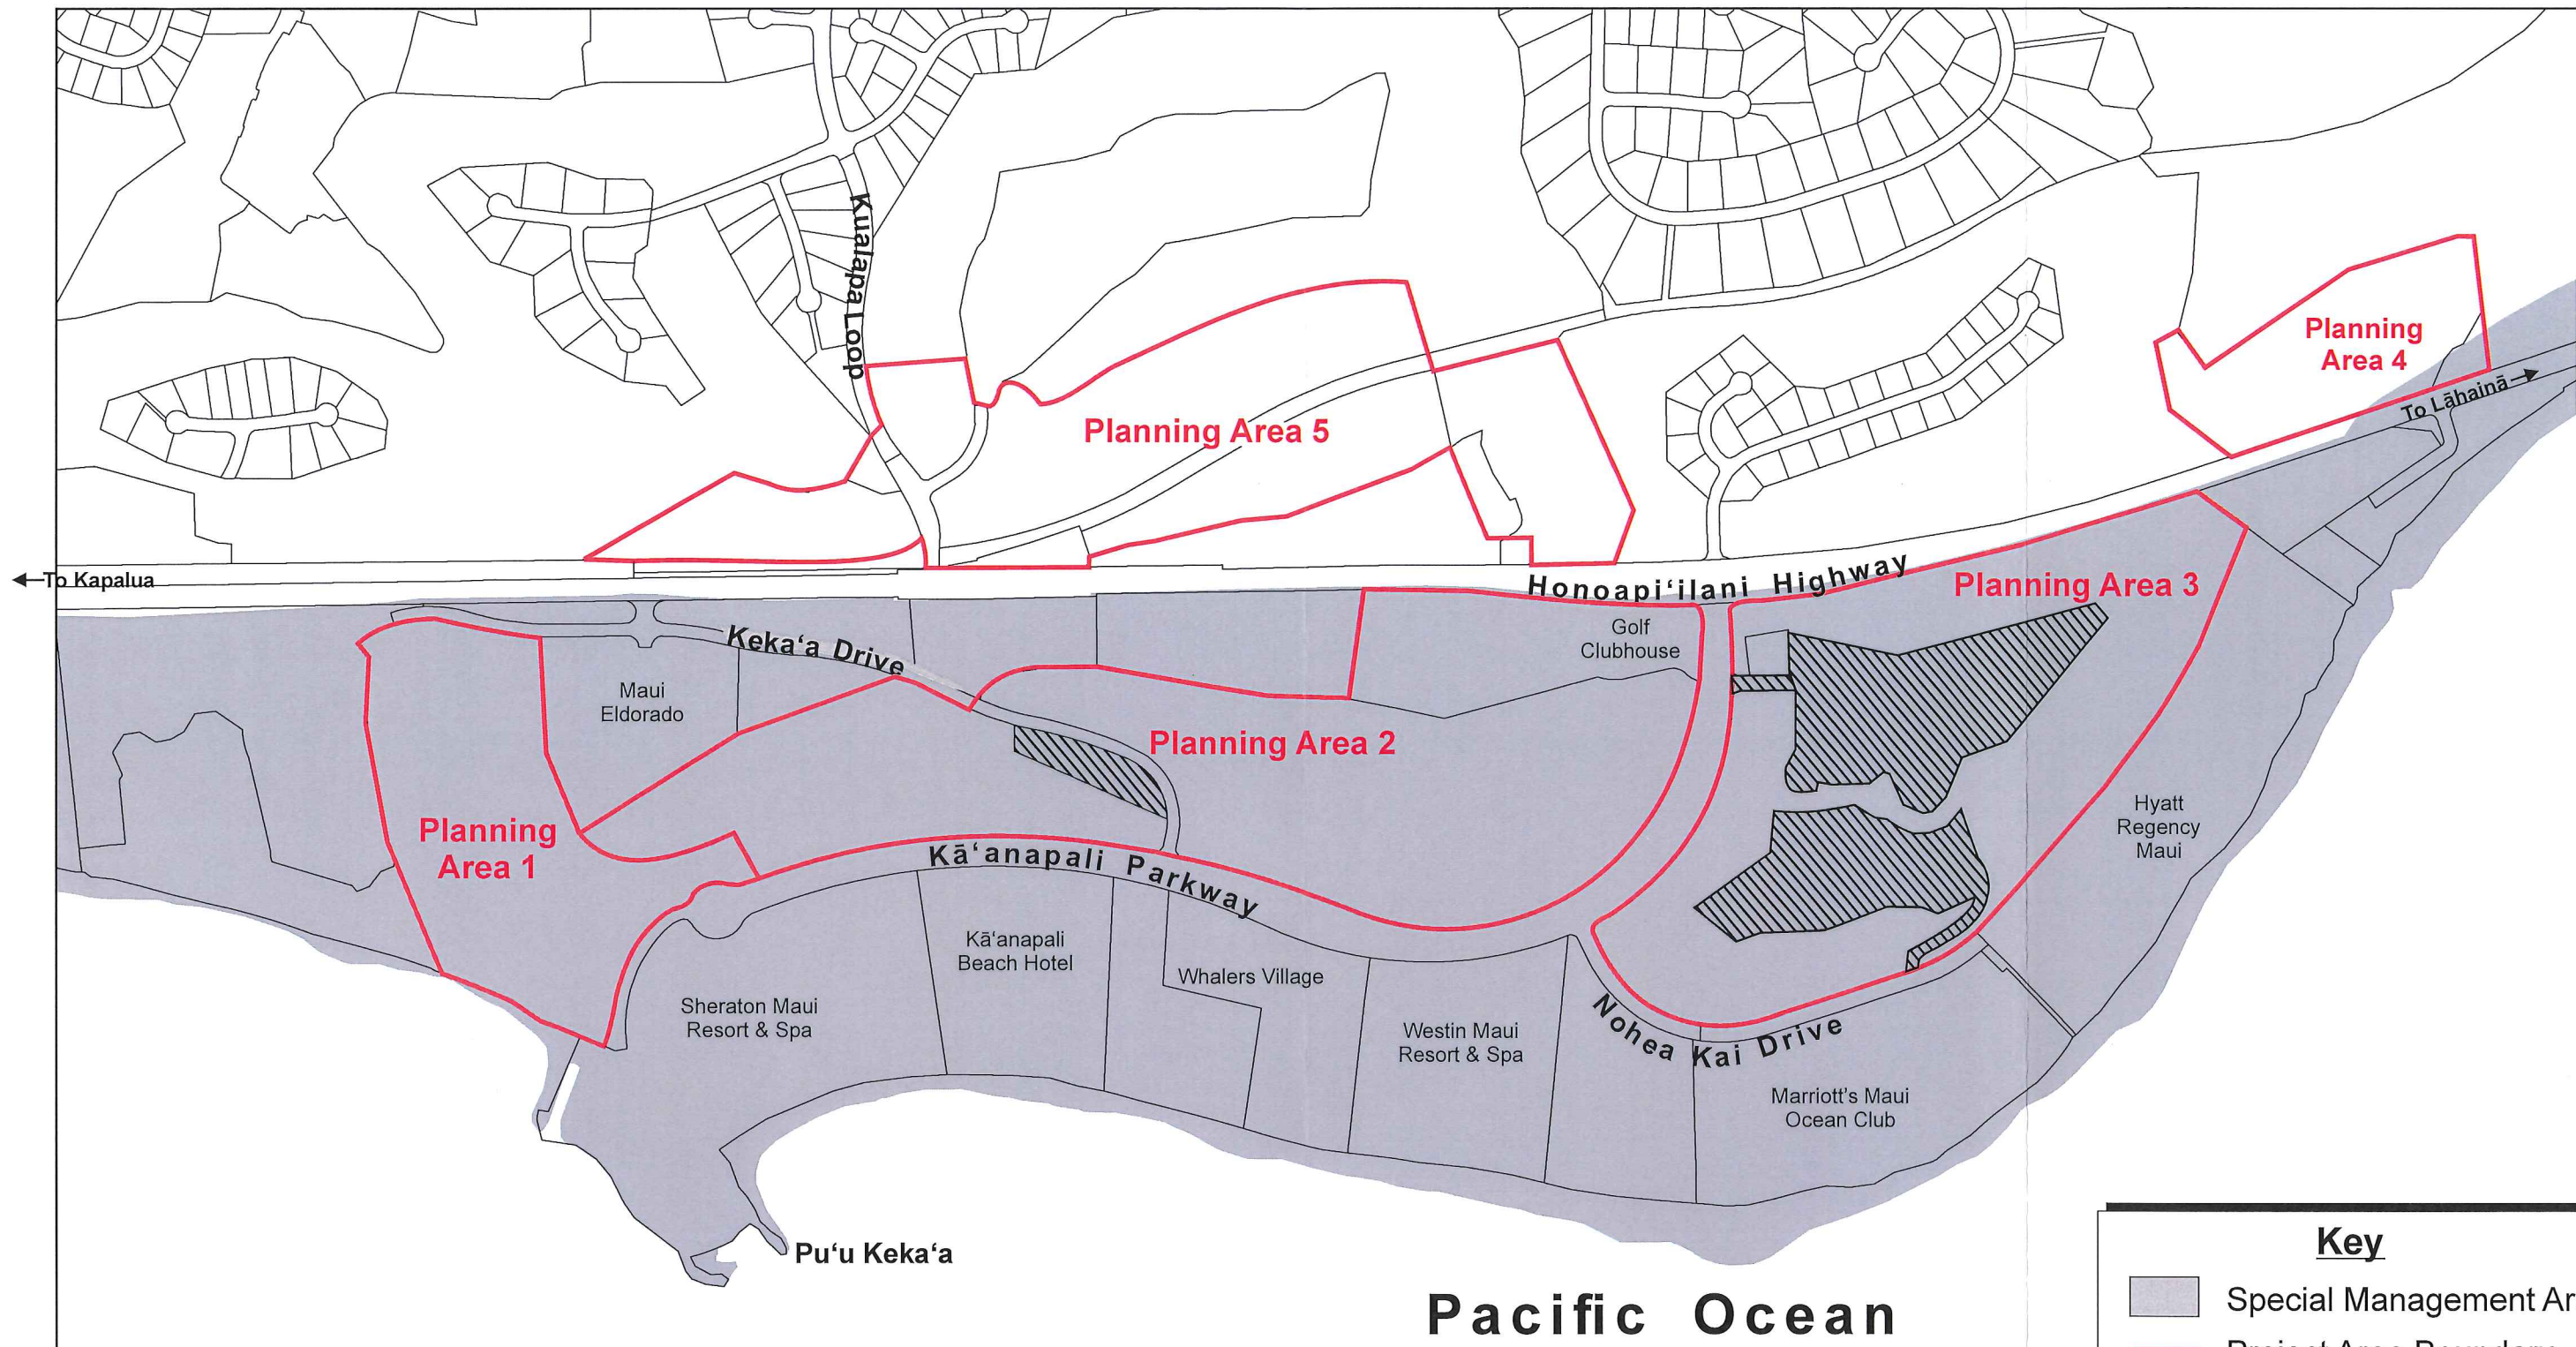 Kualapa Loop
Planning
Area 4
To Lāhainā
Planning Area 5
To Kapalua
Honoapi‘ilani Highway
Planning Area 3
Keka‘a Drive
Golf
Clubhouse
Maui
Eldorado
Planning Area 2
Planning
Area 1
Hyatt
Regency
Maui
Kā‘anapali Parkway
Kā‘anapali
Beach Hotel
Whalers Village
Sheraton Maui
Resort & Spa
Westin Maui
Resort & Spa
Nohea Kai Drive
Marriott's Maui
Ocean Club
Pu‘u Keka‘a
Pacific Ocean
Key
Special Management Ar